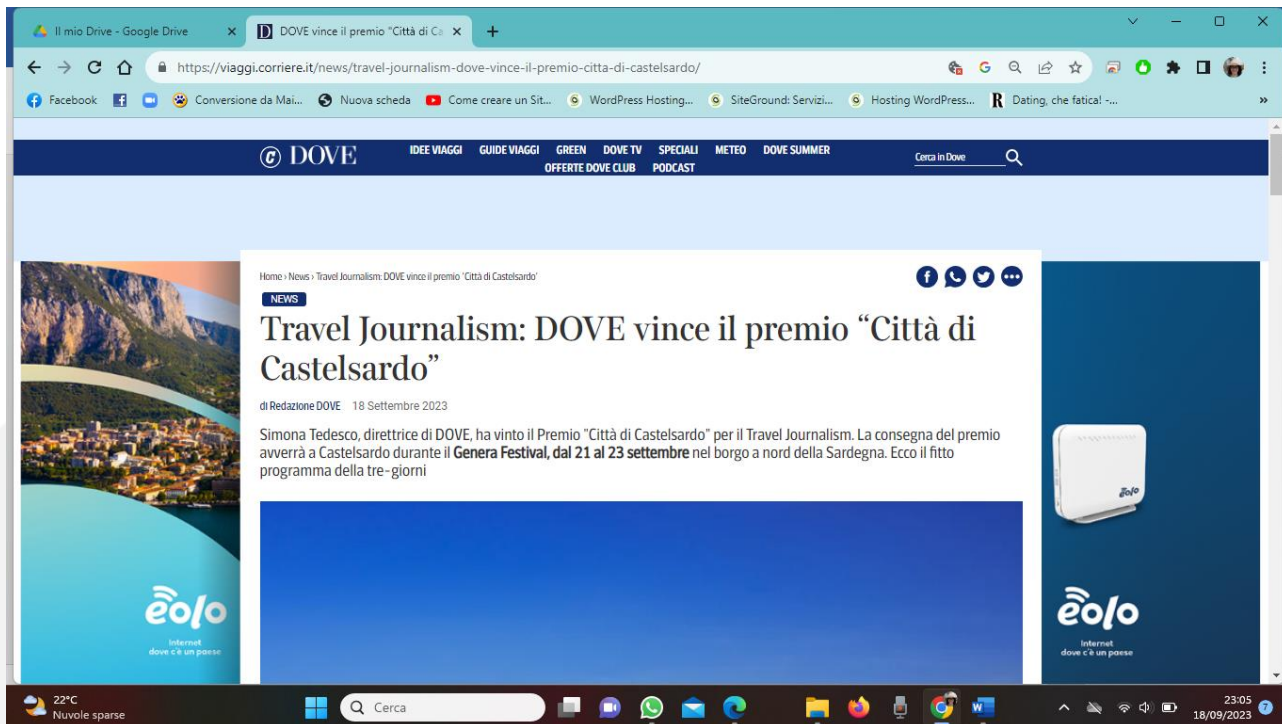 Il mio Drive - Google Drive
DOVE vince il premio "Città di Ca
https://viaggi.corriere.it/news/travel-journalism-dove-vince-il-premio-citta-di-castelsardo/
Facebook
Conversione da Mai...
Nuova scheda
Come creare un Sit...
WordPress Hosting...
SiteGround: Servizi...
Hosting WordPress...
R Dating, che fatica! -...
DOVE
IDEE VIAGGI GUIDE VIAGGI GREEN DOVE TV SPECIALI METEO DOVE SUMMER
OFFERTE DOVE CLUB PODCAST
Cerca in Dove
Home › News › Travel Journalism: DOVE vince il premio "Città di Castelsardo"
NEWS
Travel Journalism: DOVE vince il premio “Città di
Castelsardo”
di Redazione DOVE 18 Settembre 2023
Simona Tedesco, direttrice di DOVE, ha vinto il Premio "Città di Castelsardo" per il Travel Journalism. La consegna del premio
avverrà a Castelsardo durante il Genera Festival, dal 21 al 23 settembre nel borgo a nord della Sardegna. Ecco il fitto
programma della tre-giorni
eolo
eolo
internet
dove c'è un paese
eolo
internet
dove c'è un paese
22°C
Nuvole sparse
Cerca
23:05
18/09/2023